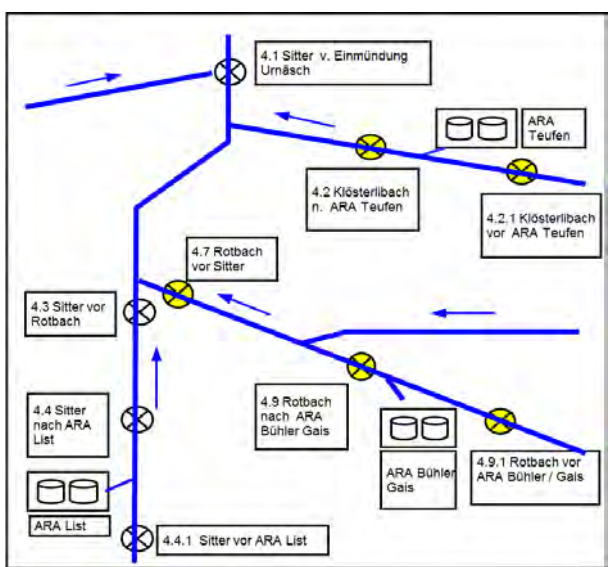 4.1 Sitter v. Einmündung
Urnäsch
ARA
Teufen
4.2 Klösterlibach
n. ARA Teufen
4.2.1 Klösterlibach
vor ARA Teufen
4.7 Rotbach
vor Sitter
4.3 Sitter vor
Rotbach
4.9 Rotbach
nach ARA
Bühler Gais
4.4 Sitter
nach ARA
List
ARA Bühler
Gais
4.9.1 Rotbach vor
ARA Bühler / Gais
ARA List
4.4.1 Sitter vor ARA List